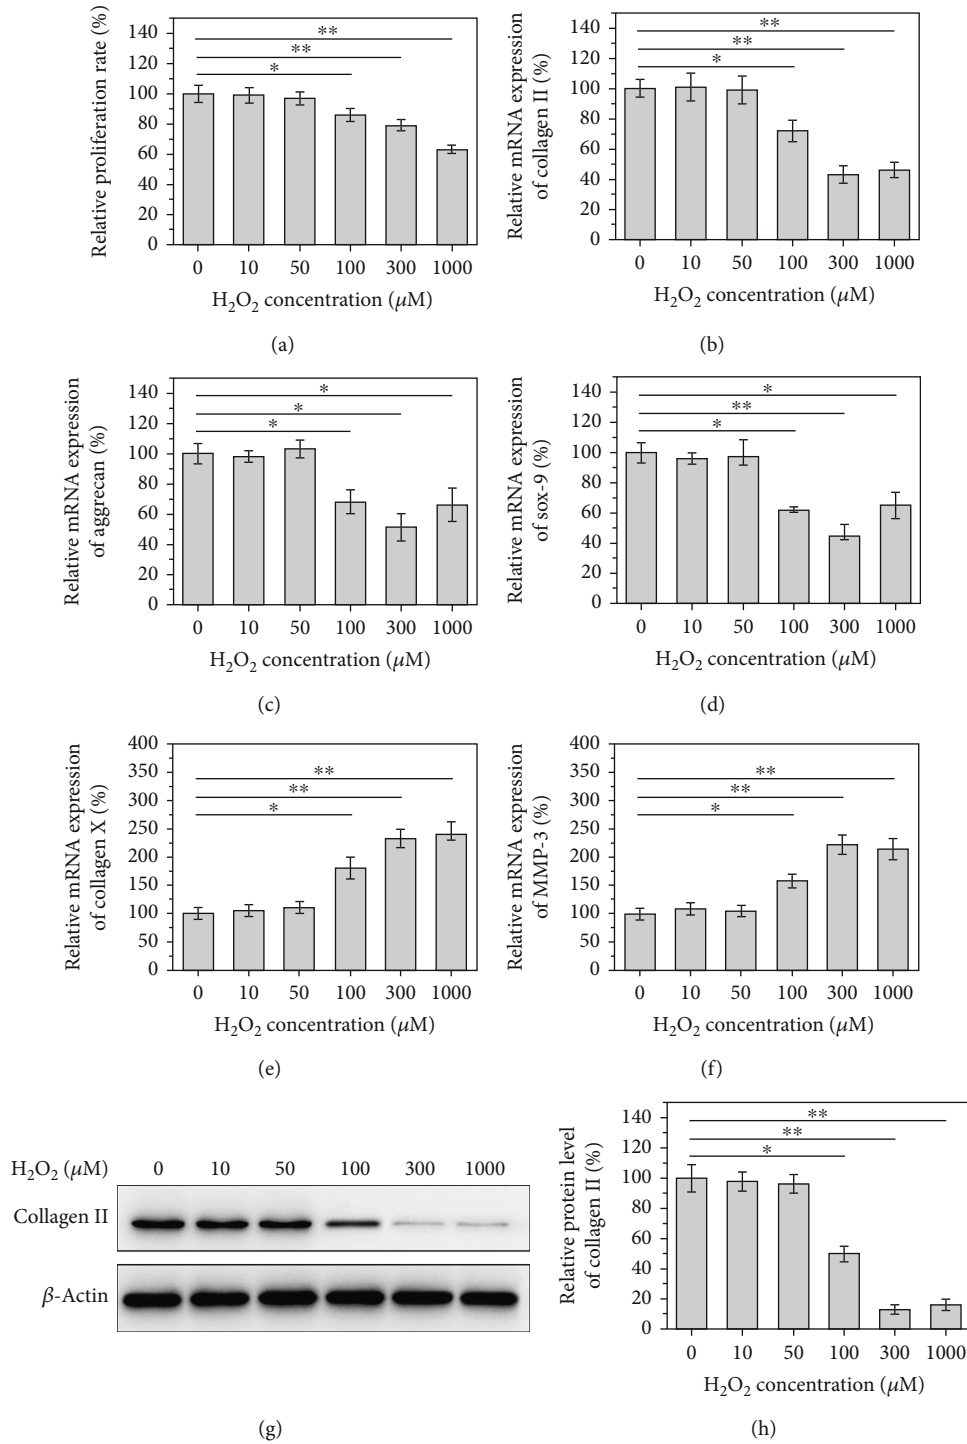 Relative proliferation rate (%)
140
120
100
80
60
40
20
0
**
**
*
0 10 50 100 300 1000
H₂O₂ concentration (μM)
(a)
Relative mRNA expression
of collagen II (%)
140
120
100
80
60
40
20
0
**
**
*
0 10 50 100 300 1000
H₂O₂ concentration (μM)
(b)
Relative mRNA expression
of aggrecan (%)
140
120
100
80
60
40
20
0
*
*
*
0 10 50 100 300 1000
H₂O₂ concentration (μM)
(c)
Relative mRNA expression
of sox-9 (%)
140
120
100
80
60
40
20
0
*
**
*
0 10 50 100 300 1000
H₂O₂ concentration (μM)
(d)
Relative mRNA expression
of collagen X (%)
400
350
300
250
200
150
100
50
0
**
**
*
0 10 50 100 300 1000
H₂O₂ concentration (μM)
(e)
Relative mRNA expression
of MMP-3 (%)
400
350
300
250
200
150
100
50
0
**
**
*
0 10 50 100 300 1000
H₂O₂ concentration (μM)
(f)
H₂O₂ (μM) 0 10 50 100 300 1000
Collagen II
β-Actin
(g)
Relative protein level
of collagen II (%)
140
120
100
80
60
40
20
0
**
**
*
0 10 50 100 300 1000
H₂O₂ concentration (μM)
(h)